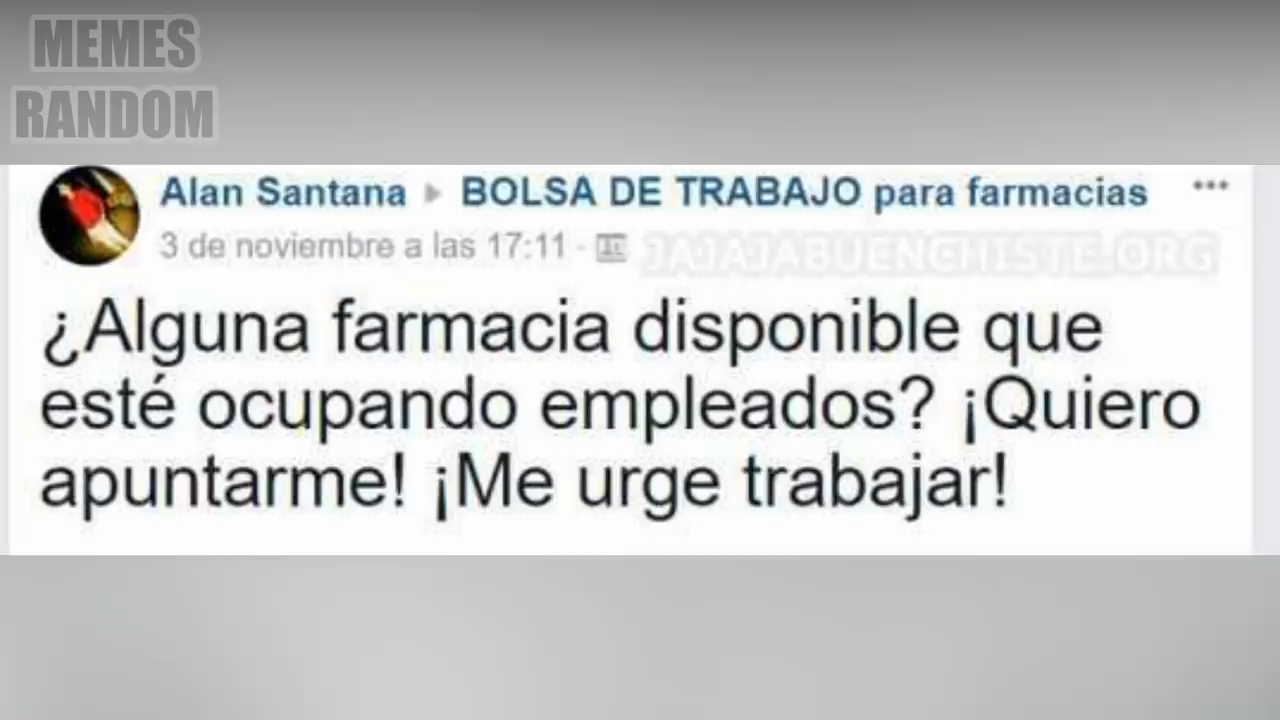 MEMES
RANDOM
Alan Santana ▸ BOLSA DE TRABAJO para farmacias
3 de noviembre a las 17:11 ·
JAJAJABUENCHISTE.ORG
¿Alguna farmacia disponible que
esté ocupando empleados? ¡Quiero
apuntarme! ¡Me urge trabajar!